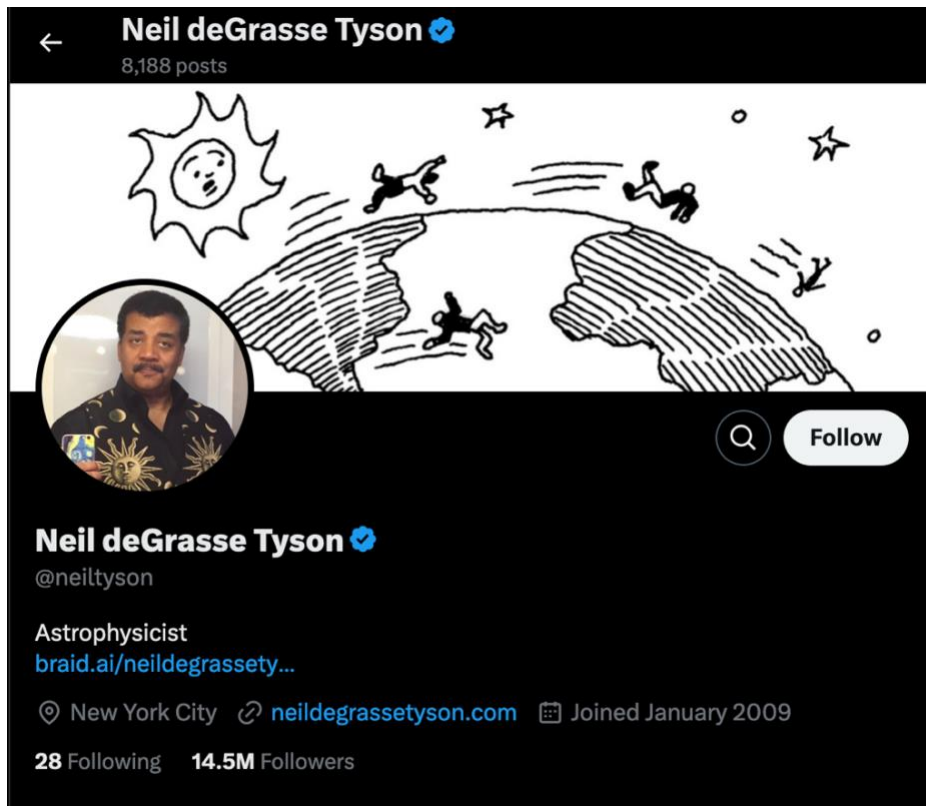 Neil deGrasse Tyson
8,188 posts
Follow
Neil deGrasse Tyson
@neiltyson
Astrophysicist
braid.ai/neildegrassety...
New York City neildegrassetyson.com Joined January 2009
28 Following 14.5M Followers